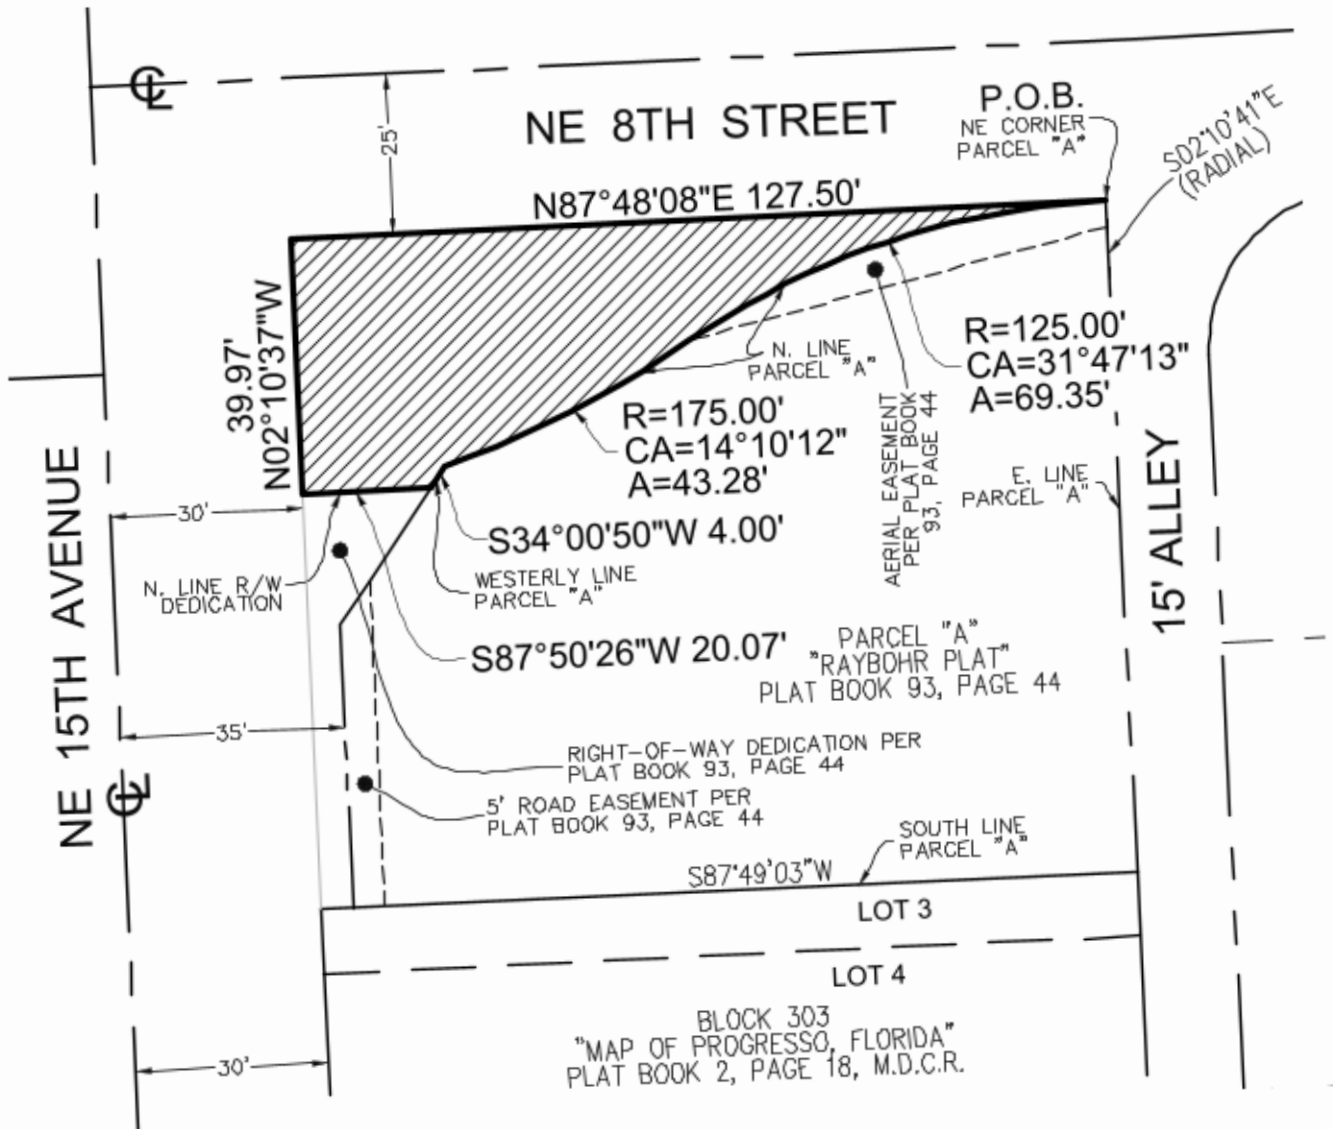 CL
NE 8TH STREET
25'
P.O.B.
NE CORNER
PARCEL "A"
S02°10'41"E
(RADIAL)
N87°48'08"E 127.50'
39.97'
N02°10'37"W
N. LINE
PARCEL "A"
R=125.00'
CA=31°47'13"
A=69.35'
R=175.00'
CA=14°10'12"
A=43.28'
AERIAL EASEMENT
PER PLAT BOOK
93, PAGE 44
E. LINE
PARCEL "A"
15' ALLEY
NE 15TH AVENUE
30'
S34°00'50"W 4.00'
N. LINE R/W
DEDICATION
WESTERLY LINE
PARCEL "A"
S87°50'26"W 20.07'
PARCEL "A"
"RAYBOHR PLAT"
PLAT BOOK 93, PAGE 44
35'
RIGHT-OF-WAY DEDICATION PER
PLAT BOOK 93, PAGE 44
CL
5' ROAD EASEMENT PER
PLAT BOOK 93, PAGE 44
SOUTH LINE
PARCEL "A"
S87°49'03"W
LOT 3
LOT 4
BLOCK 303
"MAP OF PROGRESSO, FLORIDA"
PLAT BOOK 2, PAGE 18, M.D.C.R.
30'